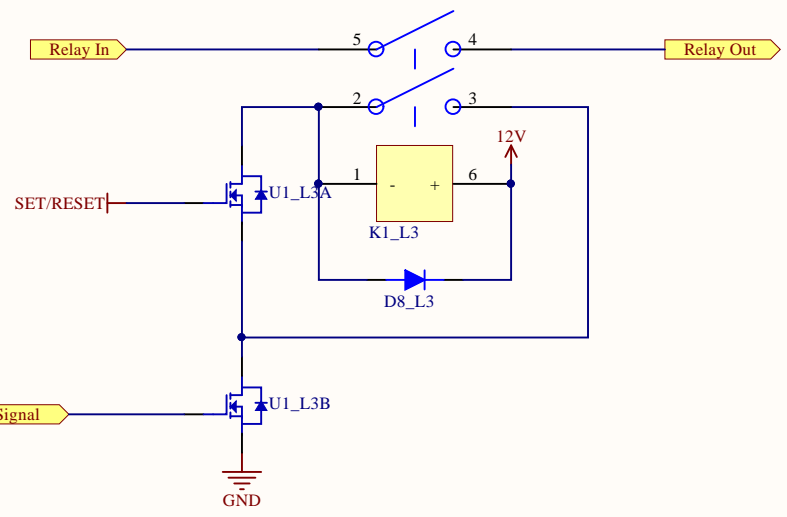 Relay In
5
4
Relay Out
2
3
12V
1
-
+
6
SET/RESET
U1_L3A
K1_L3
D8_L3
Signal
U1_L3B
GND